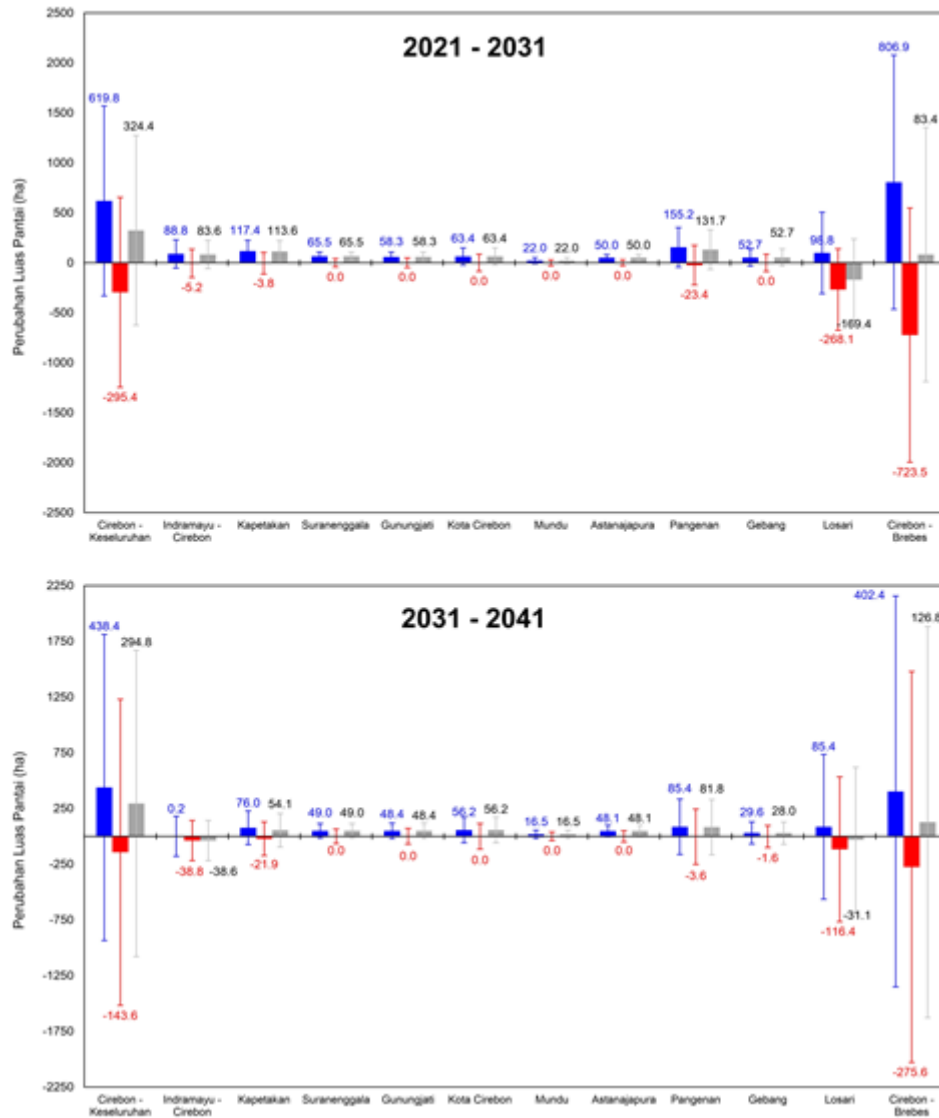 2500
2000
1500
1000
500
0
-500
-1000
-1500
-2000
-2500
Perubahan Luas Pantai (ha)
2021 - 2031
619.8 -295.4 324.4
88.8 -5.2 83.6
117.4 -3.8 113.6
65.5 0.0 65.5
58.3 0.0 58.3
63.4 0.0 63.4
22.0 0.0 22.0
50.0 0.0 50.0
155.2 -23.4 131.7
52.7 0.0 52.7
98.8 -268.1 -169.4
806.9 -723.5 83.4
Cirebon - Indramayu - Kapetakan Suranenggala Gunungjati Kota Cirebon Mundu Astanajapura Pangenan Gebang Losari Cirebon -
Keseluruhan Cirebon Brebes
2250
1750
1250
750
250
-250
-750
-1250
-1750
-2250
Perubahan Luas Pantai (ha)
2031 - 2041
438.4 -143.6 294.8
0.2 -38.8 -38.6
76.0 -21.9 54.1
49.0 0.0 49.0
48.4 0.0 48.4
56.2 0.0 56.2
16.5 0.0 16.5
48.1 0.0 48.1
85.4 -3.6 81.8
29.6 -1.6 28.0
85.4 -116.4 -31.1
402.4 -275.6 126.8
Cirebon - Indramayu - Kapetakan Suranenggala Gunungjati Kota Cirebon Mundu Astanajapura Pangenan Gebang Losari Cirebon -
Keseluruhan Cirebon Brebes